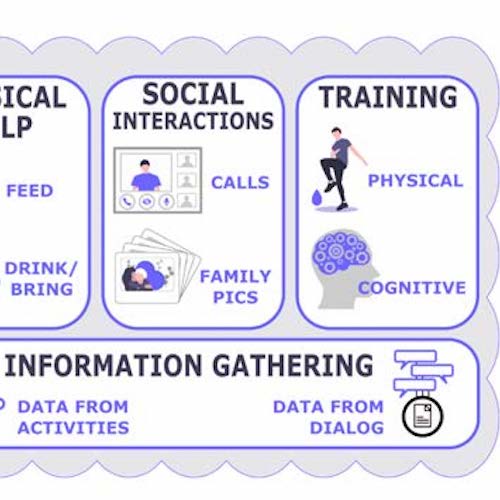 SICAL
LP
FEED
DRINK/
BRING
SOCIAL
INTERACTIONS
CALLS
FAMILY
PICS
TRAINING
PHYSICAL
COGNITIVE
INFORMATION GATHERING
DATA FROM
ACTIVITIES
DATA FROM
DIALOG